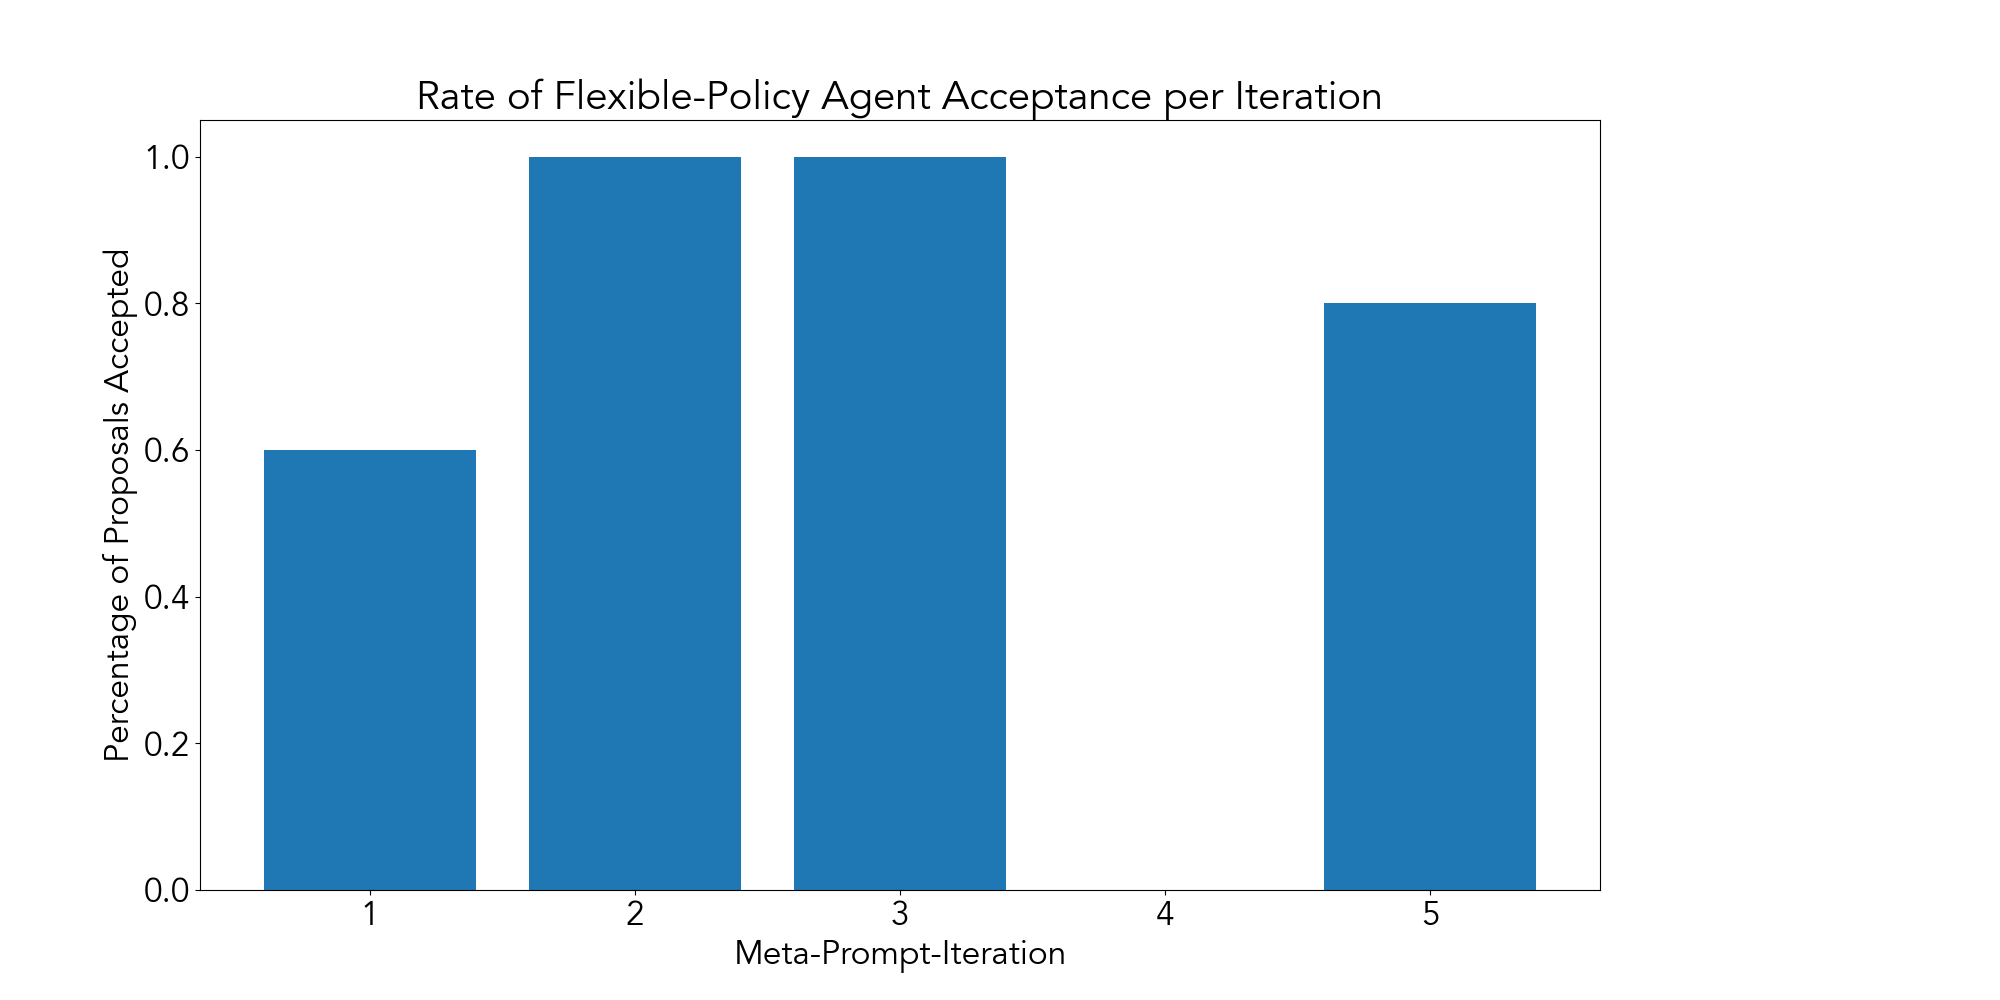 Rate of Flexible-Policy Agent Acceptance per Iteration
Percentage of Proposals Accepted
1.0
0.8
0.6
0.4
0.2
0.0
1 2 3 4 5
Meta-Prompt-Iteration